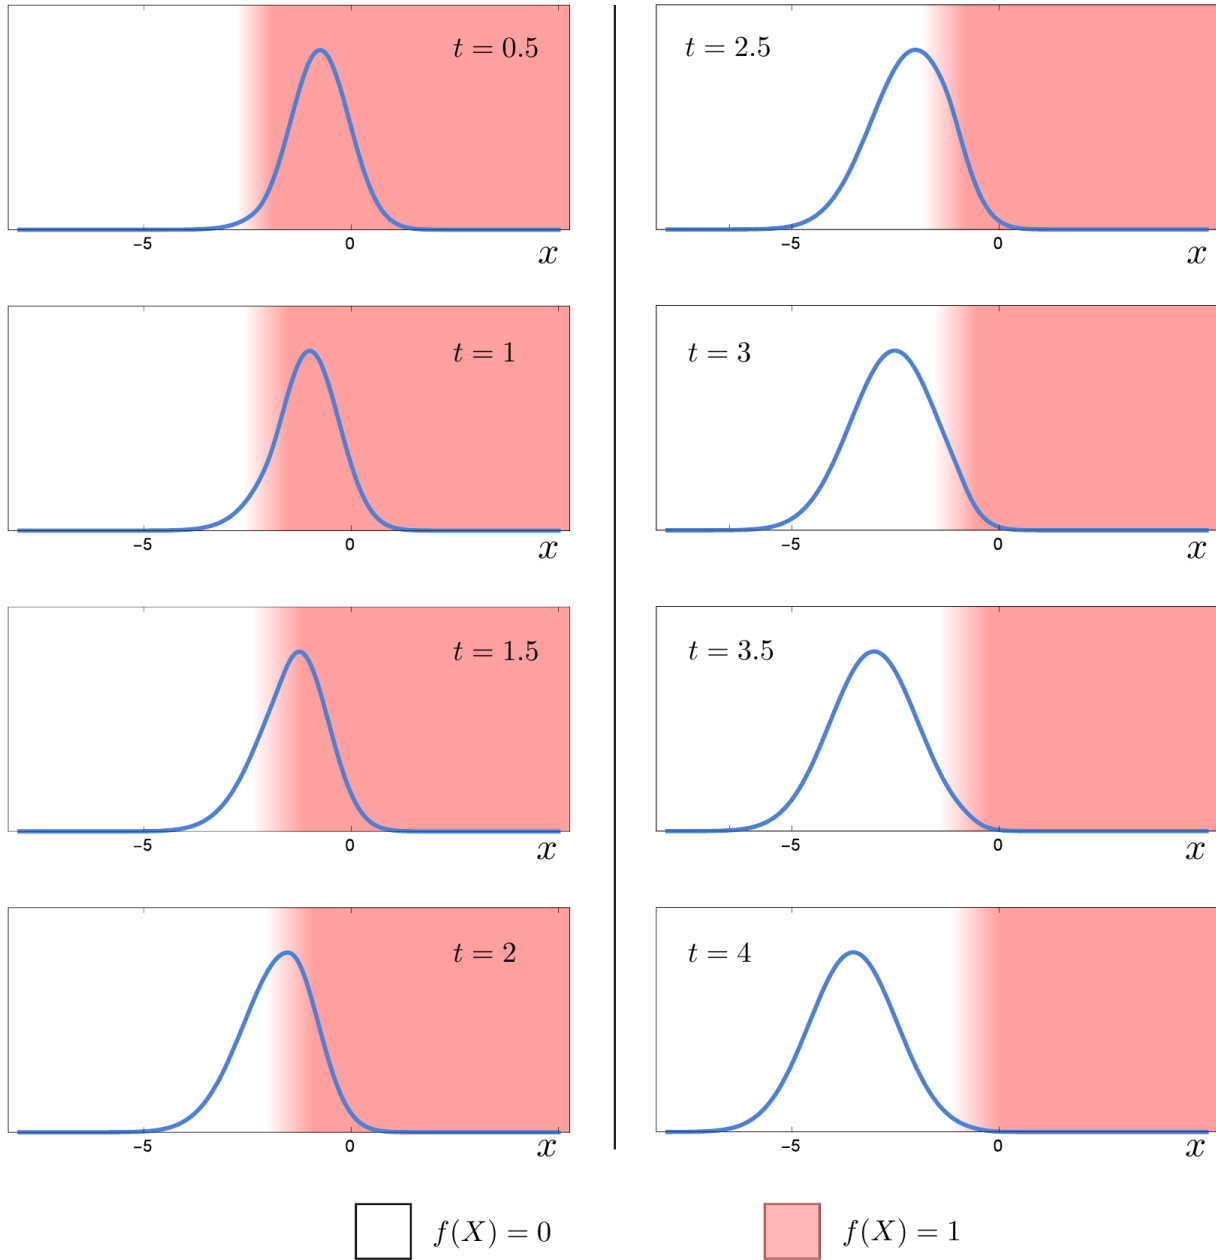 t = 0.5
-5 0
x
t = 1
-5 0
x
t = 1.5
-5 0
x
t = 2
-5 0
x
t = 2.5
-5 0
x
t = 3
-5 0
x
t = 3.5
-5 0
x
t = 4
-5 0
x
f(X) = 0
f(X) = 1